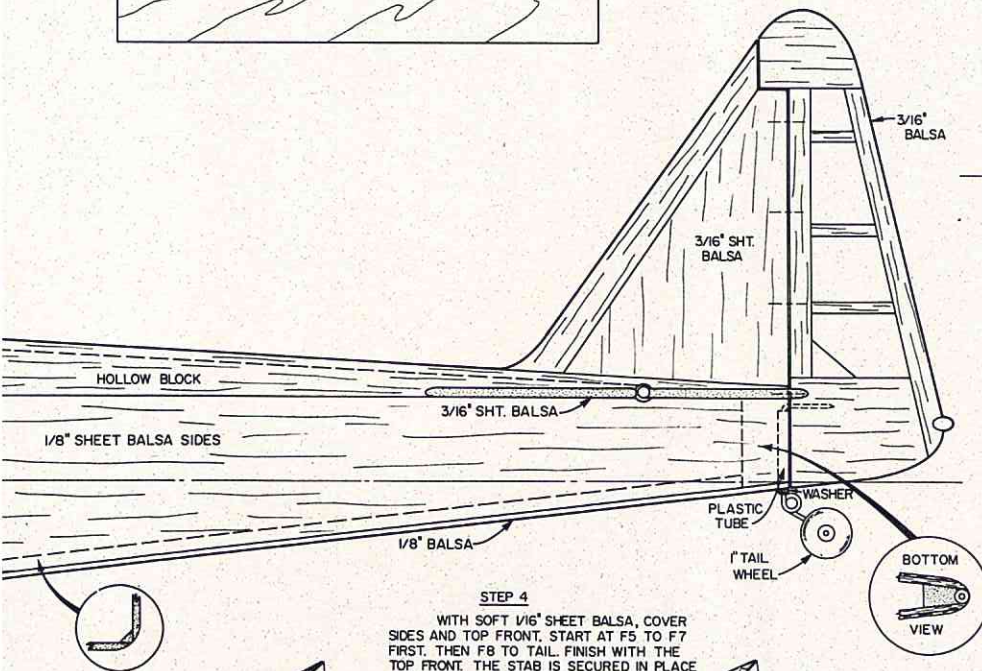 3/16" BALSA
3/16" SHT. BALSA
HOLLOW BLOCK
3/16" SHT. BALSA
1/8" SHEET BALSA SIDES
WASHER
PLASTIC TUBE
1/8" BALSA
1" TAIL WHEEL
BOTTOM VIEW
STEP 4
WITH SOFT 1/16" SHEET BALSA, COVER
SIDES AND TOP FRONT. START AT F5 TO F7
FIRST. THEN F8 TO TAIL. FINISH WITH THE
TOP FRONT. THE STAB IS SECURED IN PLACE